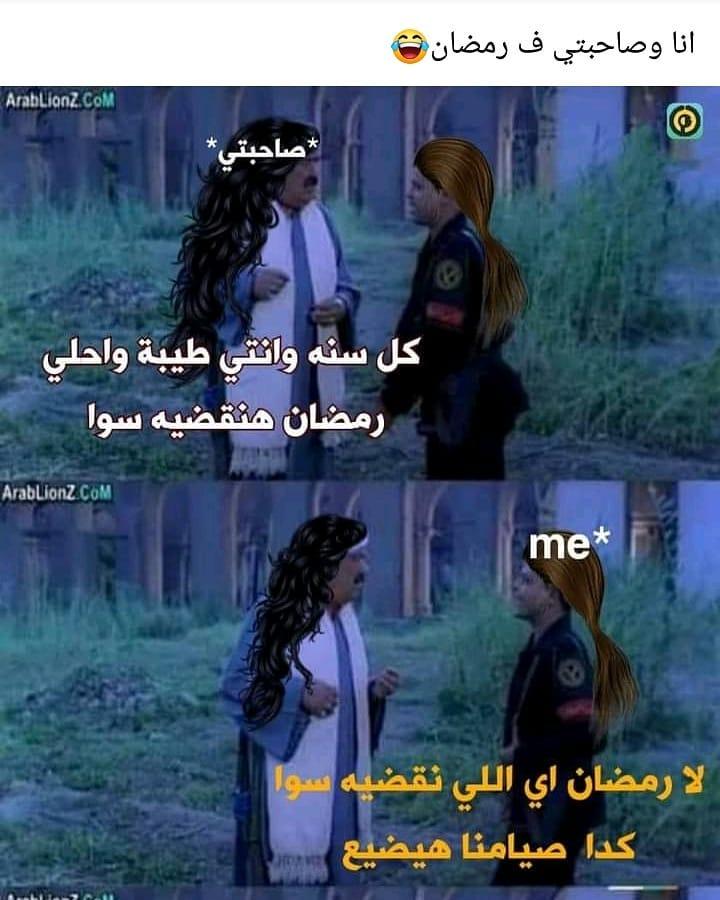 انا وصاحبتي ف رمضان😂
ArabLionZ.CoM
*صاحبتي*
كل سنه وانتي طيبة واحلي
رمضان هنقضيه سوا
ArabLionZ.CoM
me*
لا رمضان اي اللي نقضيه سوا
كدا صيامنا هيضيع